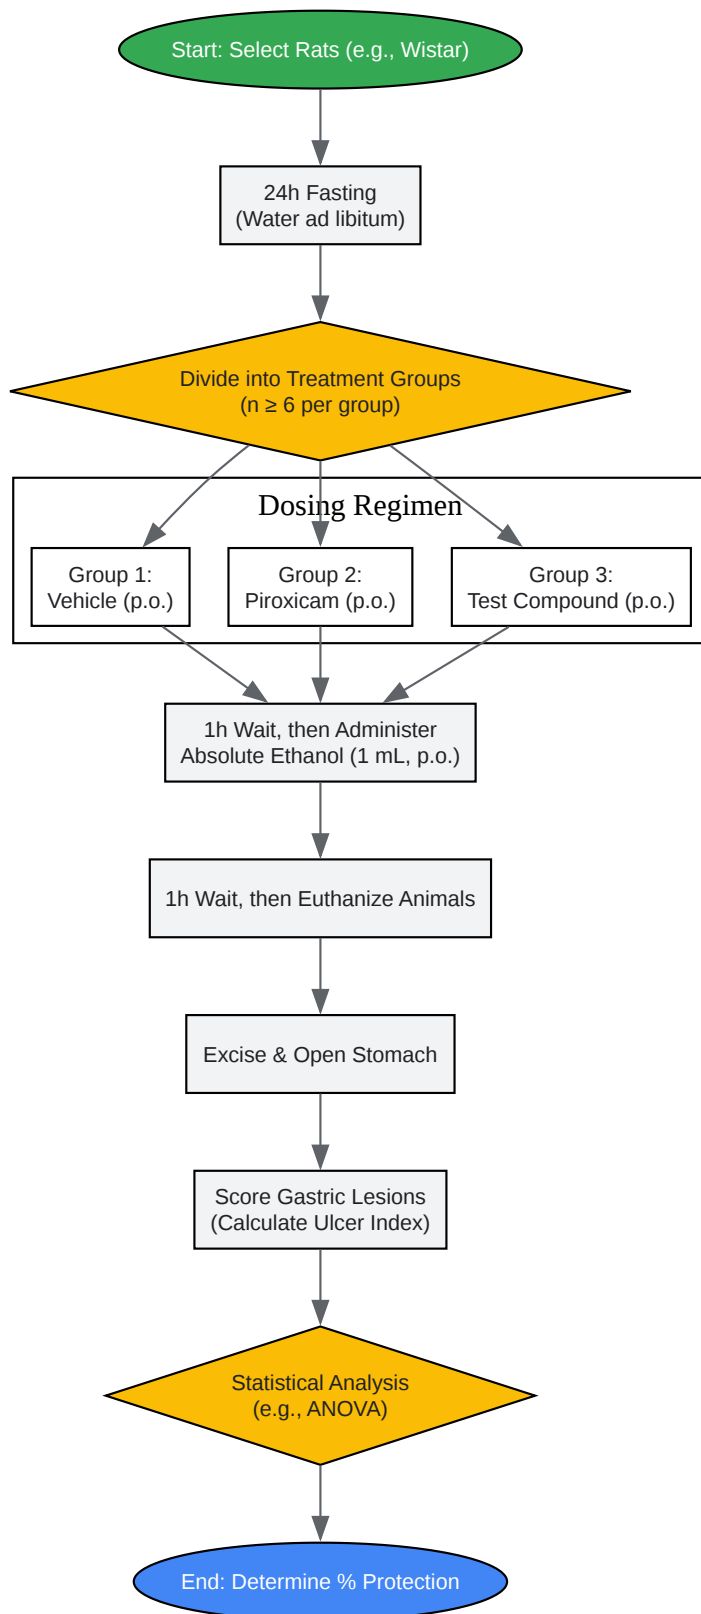 Start: Select Rats (e.g., Wistar)
24h Fasting
(Water ad libitum)
Divide into Treatment Groups
(n ≥ 6 per group)
Dosing Regimen
Group 1:
Vehicle (p.o.)
Group 2:
Piroxicam (p.o.)
Group 3:
Test Compound (p.o.)
1h Wait, then Administer
Absolute Ethanol (1 mL, p.o.)
1h Wait, then Euthanize Animals
Excise & Open Stomach
Score Gastric Lesions
(Calculate Ulcer Index)
Statistical Analysis
(e.g., ANOVA)
End: Determine % Protection